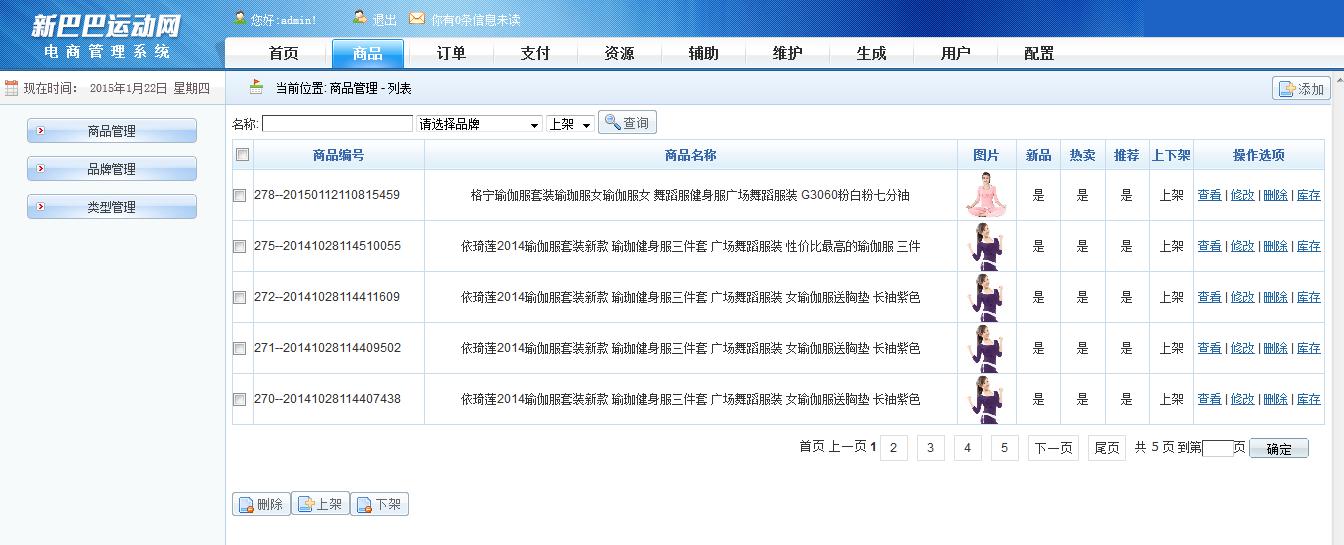 新巴巴运动网
电商管理系统
您好:admin! 退出 你有0条信息未读
首页 商品 订单 支付 资源 辅助 维护 生成 用户 配置
现在时间: 2015年1月22日 星期四
当前位置: 商品管理 - 列表 添加
商品管理
品牌管理
类型管理
名称: 请选择品牌 上架 查询
商品编号 商品名称 图片 新品 热卖 推荐 上下架 操作选项
278--20150112110815459 格宁瑜伽服套装瑜珈服女瑜伽服女 舞蹈服健身服广场舞蹈服装 G3060粉白粉七分袖 是 是 是 上架 查看 | 修改 | 删除 | 库存
275--20141028114510055 依琦莲2014瑜伽服套装新款 瑜珈健身服三件套 广场舞蹈服装 性价比最高的瑜伽服 三件 是 是 是 上架 查看 | 修改 | 删除 | 库存
272--20141028114411609 依琦莲2014瑜伽服套装新款 瑜珈健身服三件套 广场舞蹈服装 女瑜伽服送胸垫 长袖紫色 是 是 是 上架 查看 | 修改 | 删除 | 库存
271--20141028114409502 依琦莲2014瑜伽服套装新款 瑜珈健身服三件套 广场舞蹈服装 女瑜伽服送胸垫 长袖紫色 是 是 是 上架 查看 | 修改 | 删除 | 库存
270--20141028114407438 依琦莲2014瑜伽服套装新款 瑜珈健身服三件套 广场舞蹈服装 女瑜伽服送胸垫 长袖紫色 是 是 是 上架 查看 | 修改 | 删除 | 库存
首页 上一页 1 2 3 4 5 下一页 尾页 共 5 页 到第 页 确定
删除 上架 下架